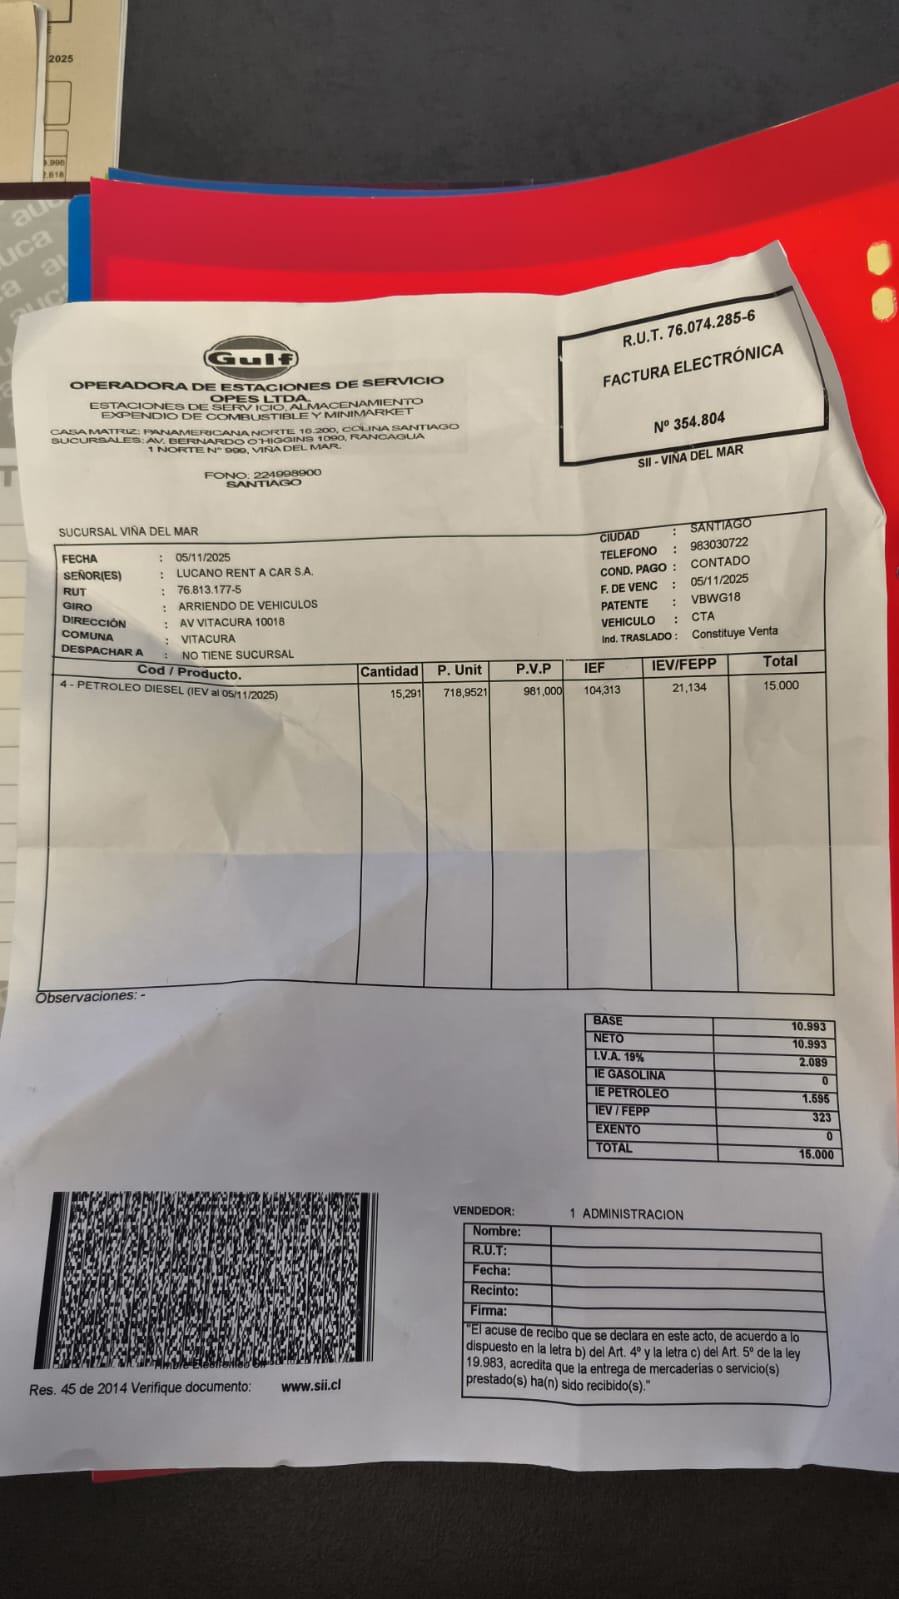 2025
9.996
2.618
auca
Gulf
OPERADORA DE ESTACIONES DE SERVICIO
OPES LTDA.
ESTACIONES DE SERVICIO, ALMACENAMIENTO
EXPENDIO DE COMBUSTIBLE Y MINIMARKET
CASA MATRIZ: PANAMERICANA NORTE 16.200, COLINA SANTIAGO
SUCURSALES: AV. BERNARDO O'HIGGINS 1090, RANCAGUA
1 NORTE Nº 999, VIÑA DEL MAR.
FONO: 224998900
SANTIAGO
R.U.T. 76.074.285-6
FACTURA ELECTRÓNICA
Nº 354.804
SII - VIÑA DEL MAR
SUCURSAL VIÑA DEL MAR
FECHA : 05/11/2025
SEÑOR(ES) : LUCANO RENT A CAR S.A.
RUT : 76.813.177-5
GIRO : ARRIENDO DE VEHICULOS
DIRECCIÓN : AV VITACURA 10018
COMUNA : VITACURA
DESPACHAR A : NO TIENE SUCURSAL
CIUDAD : SANTIAGO
TELEFONO : 983030722
COND. PAGO : CONTADO
F. DE VENC : 05/11/2025
PATENTE : VBWG18
VEHICULO : CTA
Ind. TRASLADO : Constituye Venta
Cod / Producto. Cantidad P. Unit P.V.P IEF IEV/FEPP Total
4 - PETROLEO DIESEL (IEV al 05/11/2025) 15,291 718,9521 981,000 104,313 21,134 15.000
Observaciones: -
BASE 10.993
NETO 10.993
I.V.A. 19% 2.089
IE GASOLINA 0
IE PETROLEO 1.595
IEV / FEPP 323
EXENTO 0
TOTAL 15.000
VENDEDOR: 1 ADMINISTRACION
Nombre:
R.U.T:
Fecha:
Recinto:
Firma:
"El acuse de recibo que se declara en este acto, de acuerdo a lo
dispuesto en la letra b) del Art. 4º y la letra c) del Art. 5º de la ley
19.983, acredita que la entrega de mercaderías o servicio(s)
prestado(s) ha(n) sido recibido(s)."
Timbre Electrónico SII
Res. 45 de 2014 Verifique documento: www.sii.cl